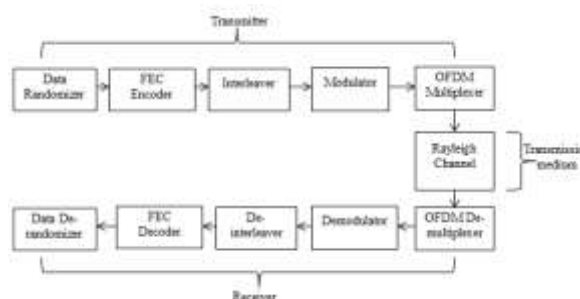 Transmitter
Data
Randomizer
FEC
Encoder
Interleaver
Modulator
OFDM
Multiplexer
Rayleigh
Channel
Transmissio
medium
Data De-
randomizer
FEC
Decoder
De-
interleaver
Demodulator
OFDM De-
multiplexer
Receiver